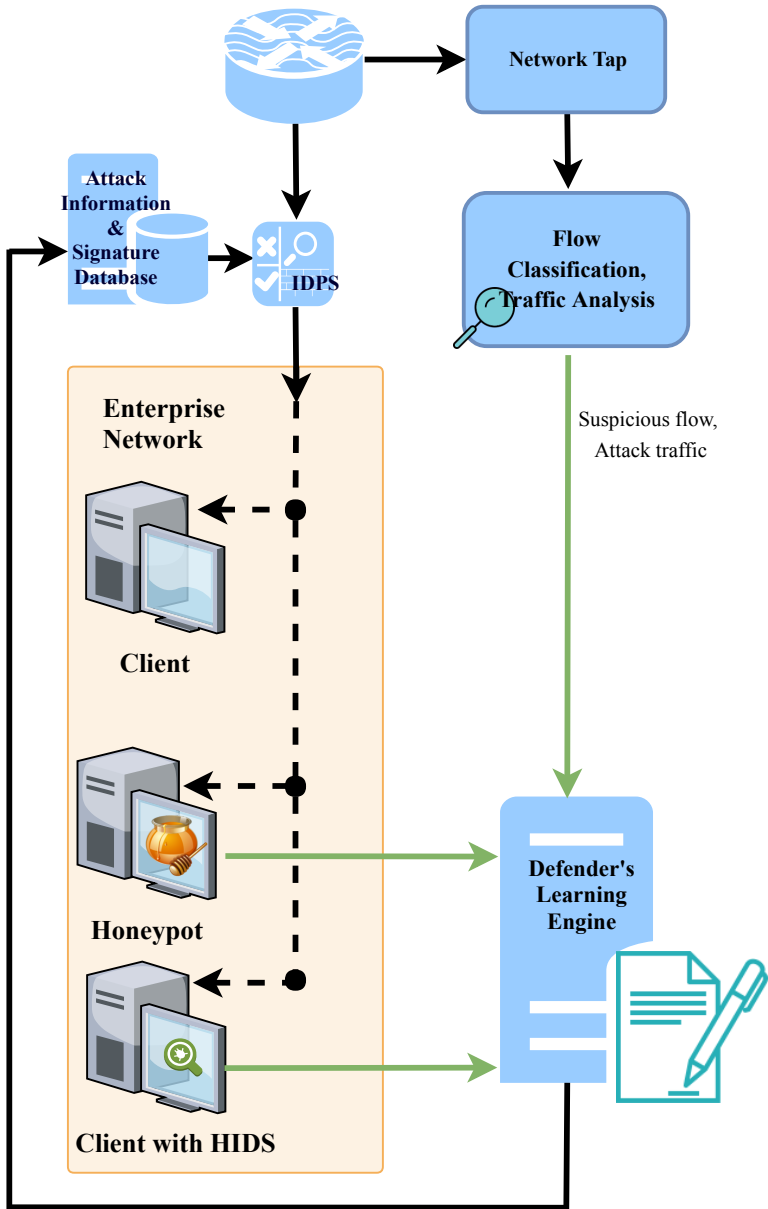 Network Tap
Attack
Information
&
Signature
Database
IDPS
Flow
Classification,
Traffic Analysis
Enterprise
Network
Suspicious flow,
Attack traffic
Client
Honeypot
Defender's
Learning
Engine
Client with HIDS